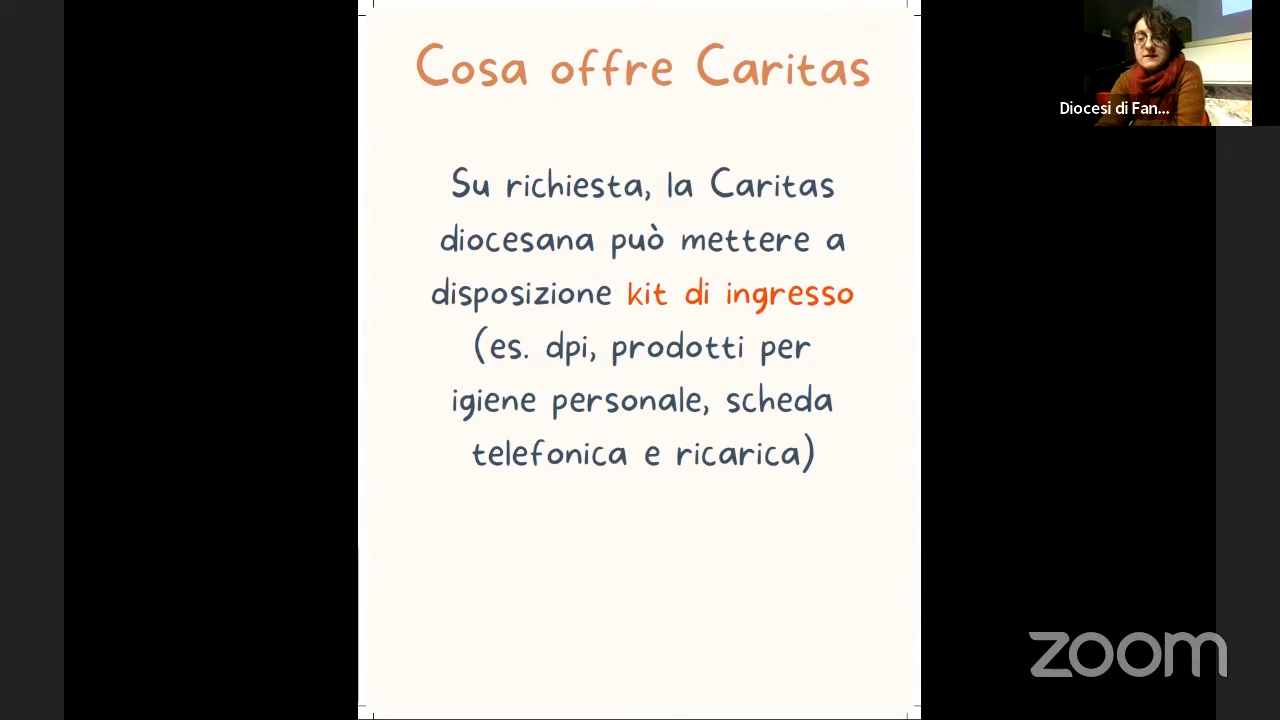 Cosa offre Caritas
Su richiesta, la Caritas
diocesana può mettere a
disposizione kit di ingresso
(es. dpi, prodotti per
igiene personale, scheda
telefonica e ricarica)
Diocesi di Fan...
zoom